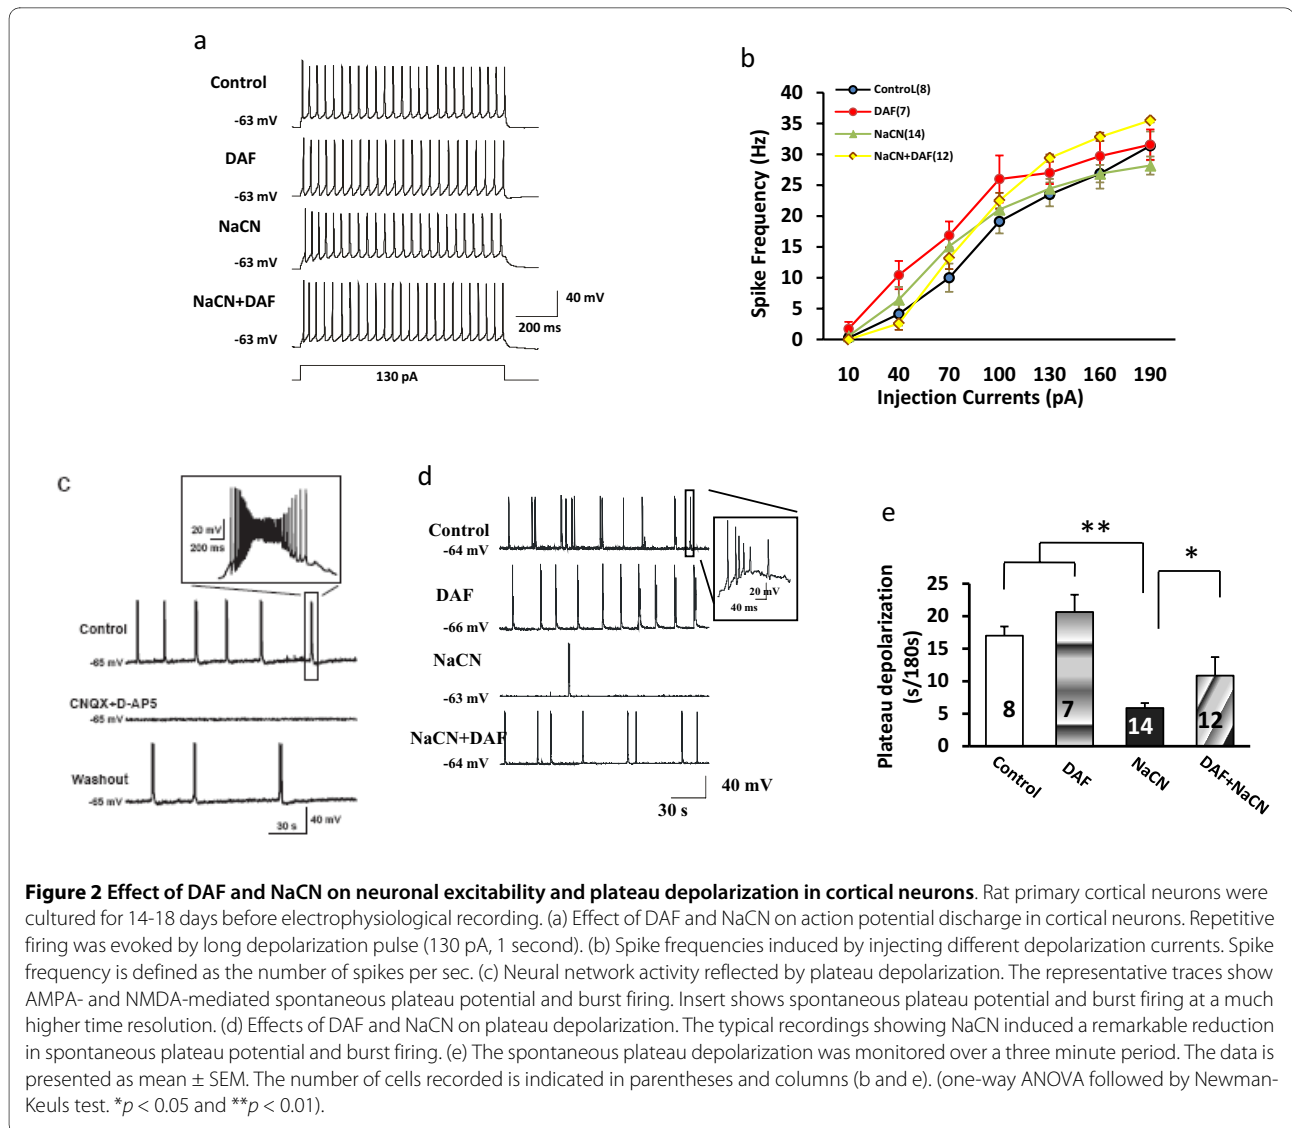 a
Control
-63 mV
DAF
-63 mV
NaCN
-63 mV
NaCN+DAF
-63 mV
40 mV
200 ms
130 pA
b
ControL(8)
DAF(7)
NaCN(14)
NaCN+DAF(12)
Spike Frequency (Hz)
40
35
30
25
20
15
10
5
0
10 40 70 100 130 160 190
Injection Currents (pA)
c
20 mV
200 ms
Control
-65 mV
CNQX+D-AP5
-65 mV
Washout
-65 mV
30 s
40 mV
d
Control
-64 mV
20 mV
40 ms
DAF
-66 mV
NaCN
-63 mV
NaCN+DAF
-64 mV
40 mV
30 s
e
**
*
Plateau depolarization
(s/180s)
25
20
15
10
5
0
8 7 14 12
Control DAF NaCN DAF+NaCN
Figure 2 Effect of DAF and NaCN on neuronal excitability and plateau depolarization in cortical neurons. Rat primary cortical neurons were
cultured for 14-18 days before electrophysiological recording. (a) Effect of DAF and NaCN on action potential discharge in cortical neurons. Repetitive
firing was evoked by long depolarization pulse (130 pA, 1 second). (b) Spike frequencies induced by injecting different depolarization currents. Spike
frequency is defined as the number of spikes per sec. (c) Neural network activity reflected by plateau depolarization. The representative traces show
AMPA- and NMDA-mediated spontaneous plateau potential and burst firing. Insert shows spontaneous plateau potential and burst firing at a much
higher time resolution. (d) Effects of DAF and NaCN on plateau depolarization. The typical recordings showing NaCN induced a remarkable reduction
in spontaneous plateau potential and burst firing. (e) The spontaneous plateau depolarization was monitored over a three minute period. The data is
presented as mean ± SEM. The number of cells recorded is indicated in parentheses and columns (b and e). (one-way ANOVA followed by Newman-
Keuls test. *p < 0.05 and **p < 0.01).